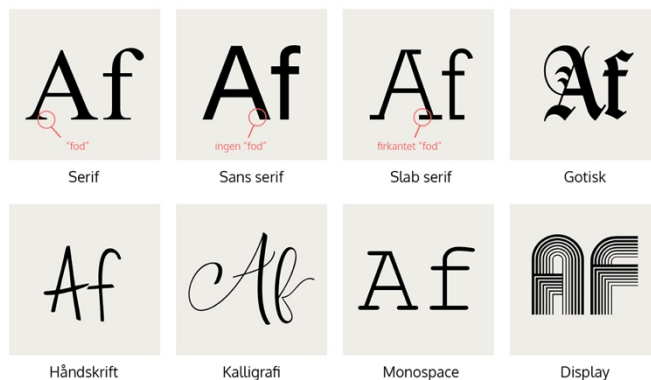 Af Af Af Af
"fod" ingen "fod" firkantet "fod"
Serif Sans serif Slab serif Gotisk
Af Af Af AF
Håndskrift Kalligrafi Monospace Display